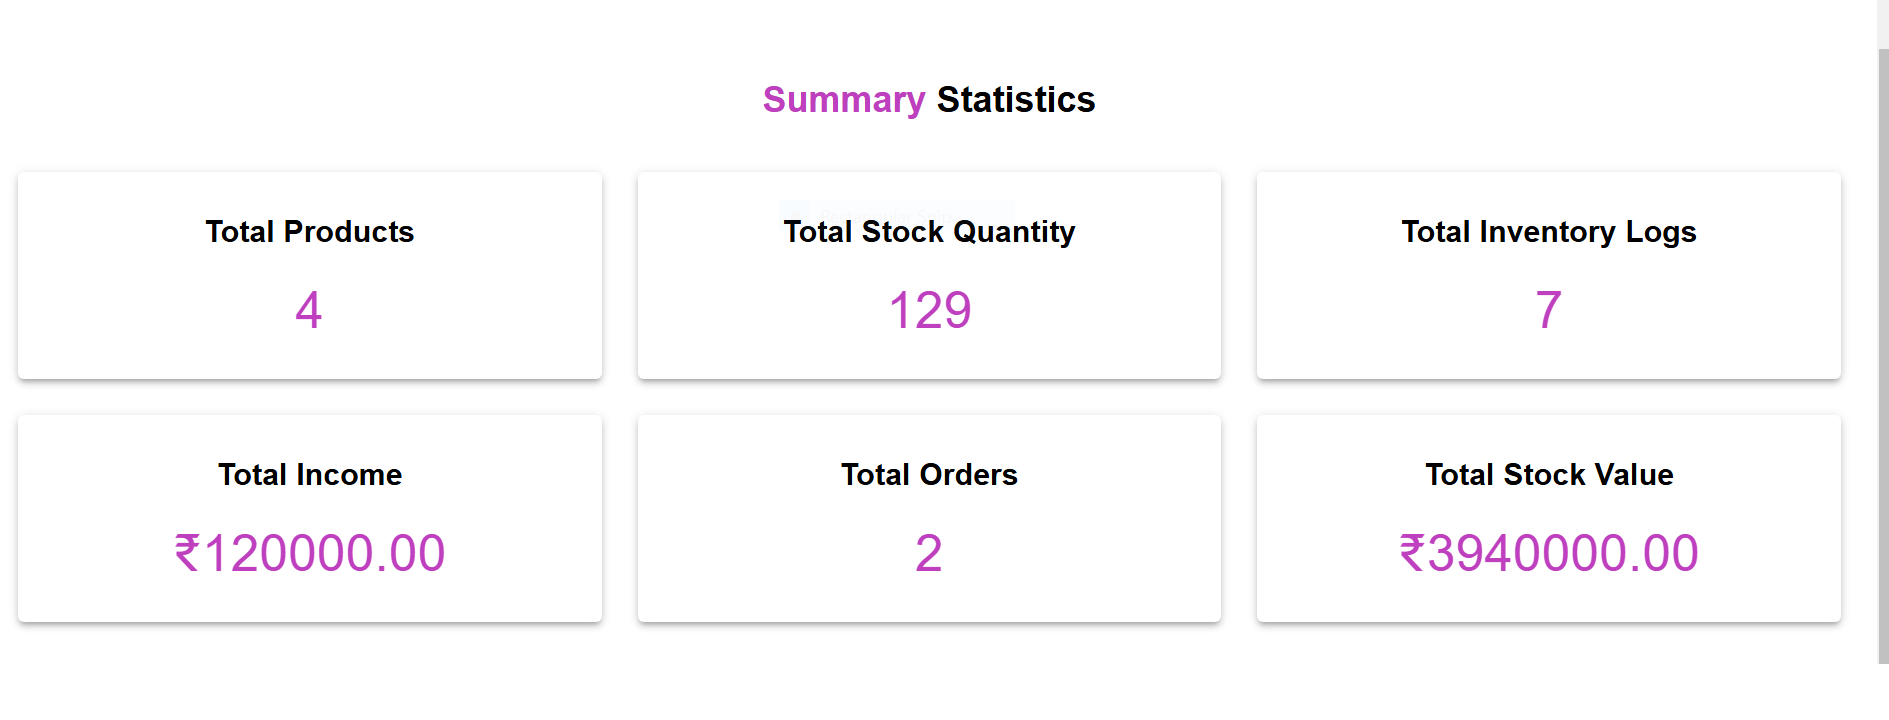 Summary Statistics
Total Products
4
Total Stock Quantity
129
Total Inventory Logs
7
Total Income
₹120000.00
Total Orders
2
Total Stock Value
₹3940000.00